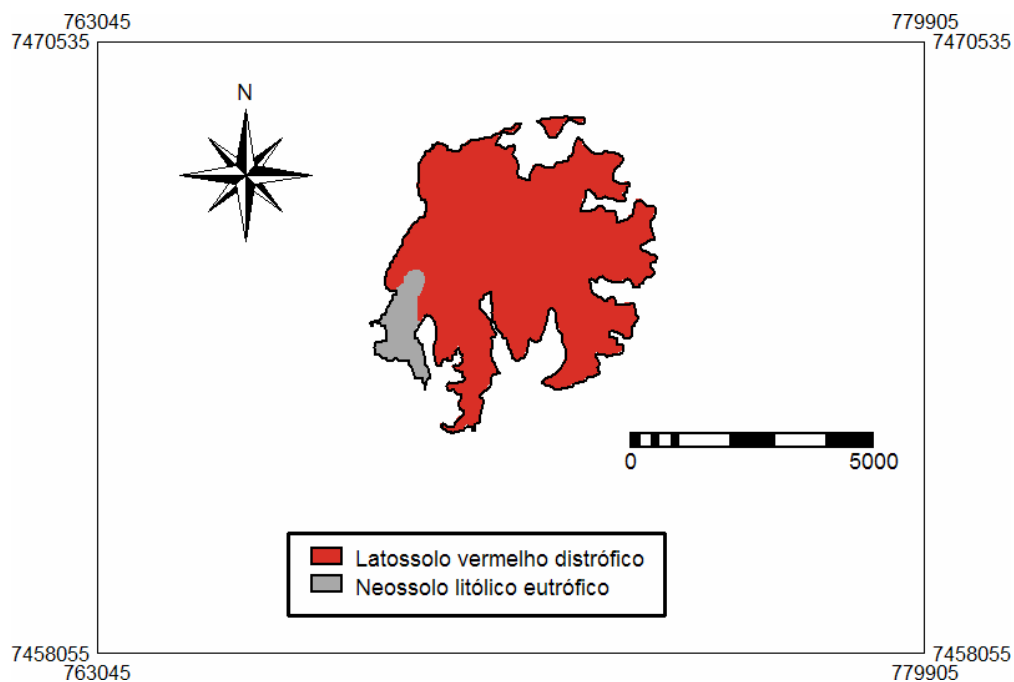 763045 779905
7470535 7470535
N
0 5000
Latossolo vermelho distrófico
Neossolo litólico eutrófico
7458055 7458055
763045 779905